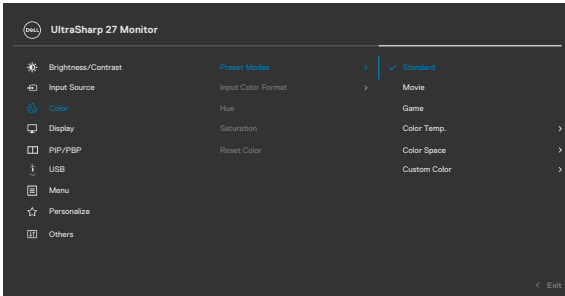 DELL UltraSharp 27 Monitor
Brightness/Contrast Preset Modes > ✓ Standard
Input Source Input Color Format > Movie
Color Hue Game
Display Saturation Color Temp. >
PIP/PBP Reset Color Color Space >
USB Custom Color >
Menu
Personalize
Others
< Exit